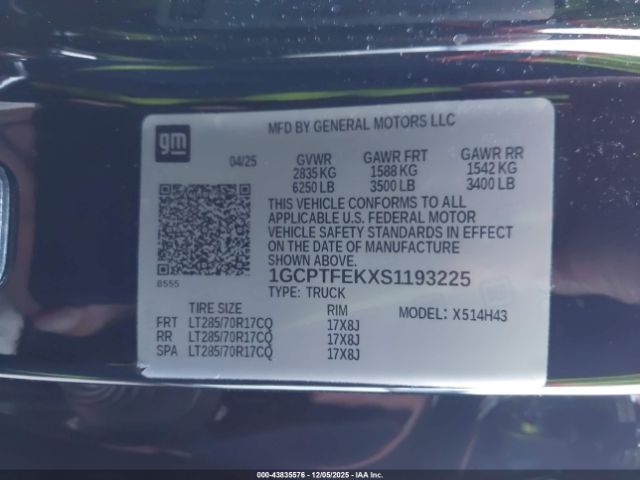 gm
MFD BY GENERAL MOTORS LLC
04/25 GVWR GAWR FRT GAWR RR
2835 KG 1588 KG 1542 KG
6250 LB 3500 LB 3400 LB
THIS VEHICLE CONFORMS TO ALL
APPLICABLE U.S. FEDERAL MOTOR
VEHICLE SAFETY STANDARDS IN EFFECT
ON THE DATE OF MANUFACTURE
SHOWN ABOVE.
8555
1GCPTFEKXS1193225
TYPE: TRUCK
TIRE SIZE RIM MODEL: X514H43
FRT LT285/70R17CQ 17X8J
RR LT285/70R17CQ 17X8J
SPA LT285/70R17CQ 17X8J
000-43835576 | 12/05/2025 | IAA Inc.